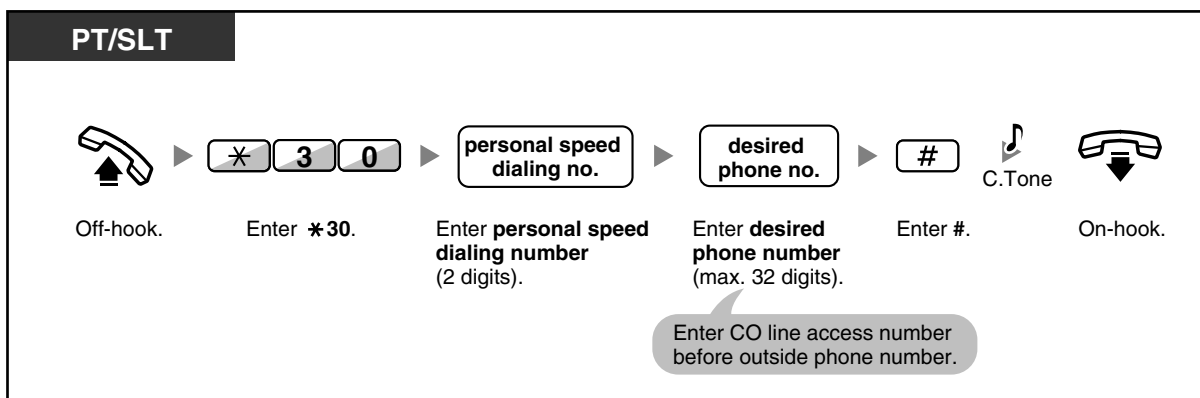 PT/SLT
* 3 0
personal speed
dialing no.
desired
phone no.
#
C.Tone
Off-hook.
Enter *30.
Enter personal speed
dialing number
(2 digits).
Enter desired
phone number
(max. 32 digits).
Enter #.
On-hook.
Enter CO line access number
before outside phone number.